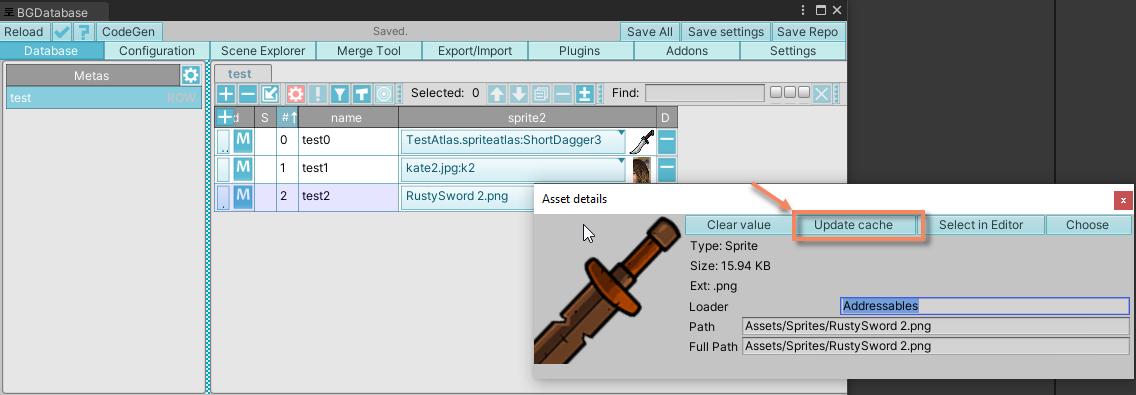 BGDatabase
Reload CodeGen Saved. Save All Save settings Save Repo
Database Configuration Scene Explorer Merge Tool Export/Import Plugins Addons Settings
Metas
test ROW
test
Selected: 0 Find:
d S # name sprite2 D
M 0 test0 TestAtlas.spriteatlas:ShortDagger3
M 1 test1 kate2.jpg:k2
M 2 test2 RustySword 2.png
Asset details x
Clear value Update cache Select in Editor Choose
Type: Sprite
Size: 15.94 KB
Ext: .png
Loader Addressables
Path Assets/Sprites/RustySword 2.png
Full Path Assets/Sprites/RustySword 2.png